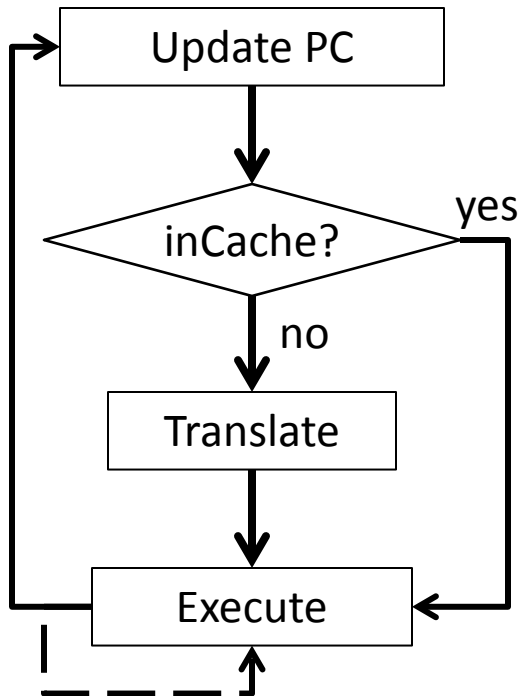 Update PC
inCache?
yes
no
Translate
Execute